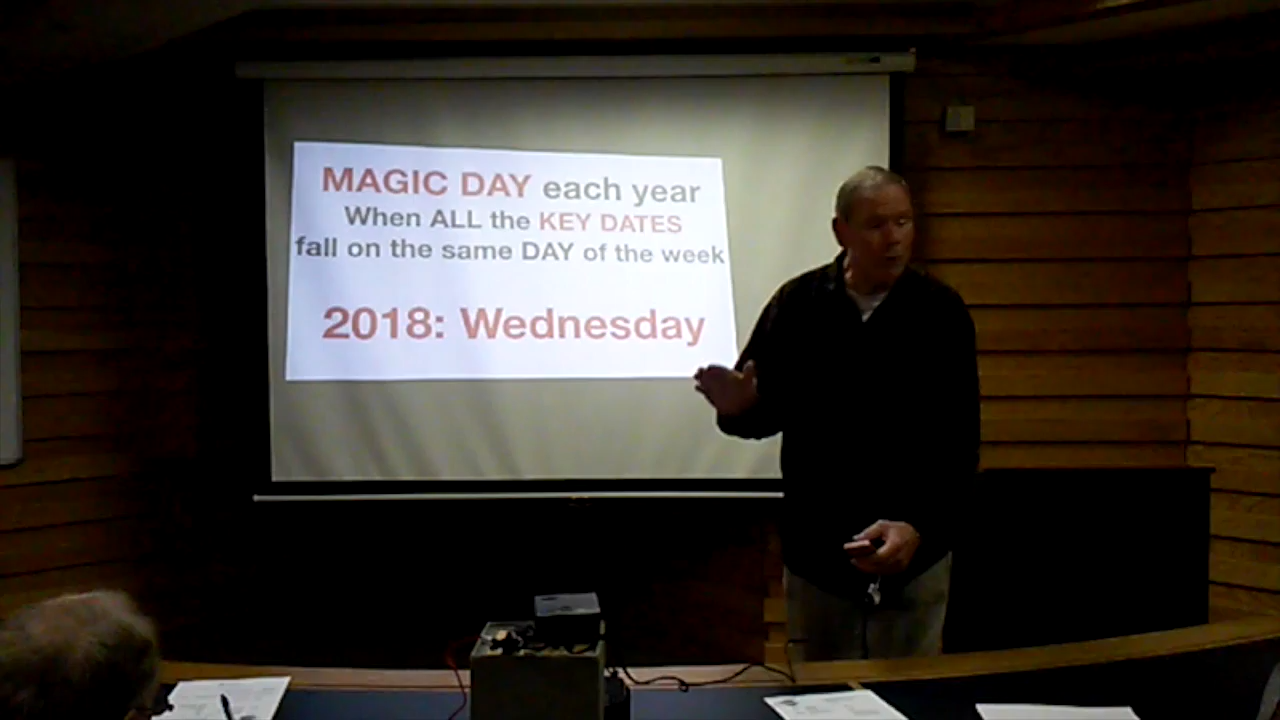 MAGIC DAY each year
When ALL the KEY DATES
fall on the same DAY of the week
2018: Wednesday